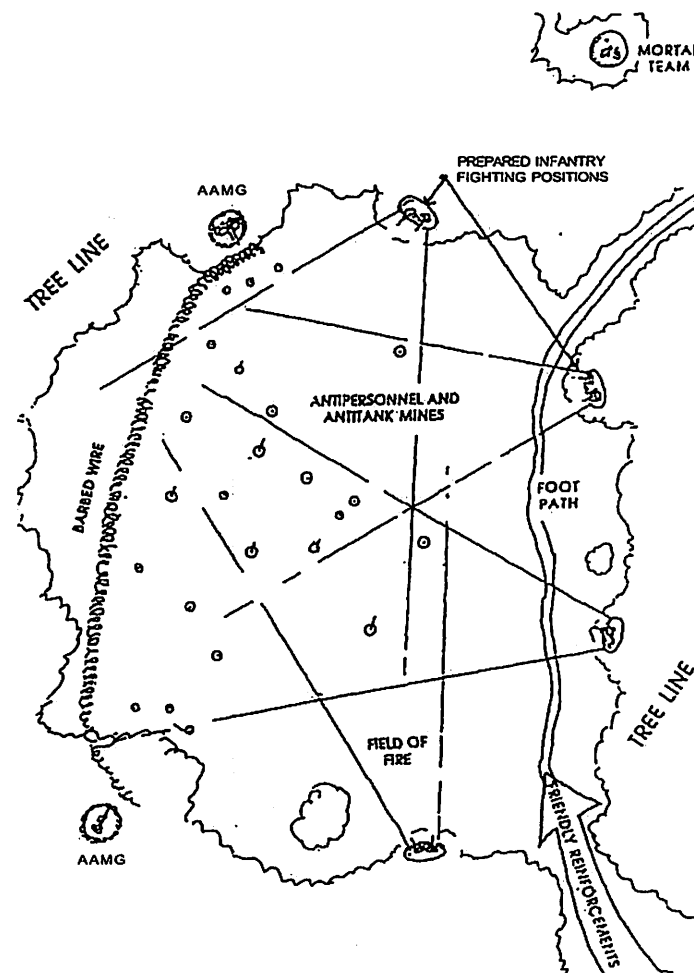 MORTAR
TEAM
PREPARED INFANTRY
FIGHTING POSITIONS
AAMG
TREE LINE
ANTIPERSONNEL AND
ANTITANK MINES
BARBED WIRE
FOOT
PATH
TREE LINE
FIELD OF
FIRE
FRIENDLY REINFORCEMENTS
AAMG